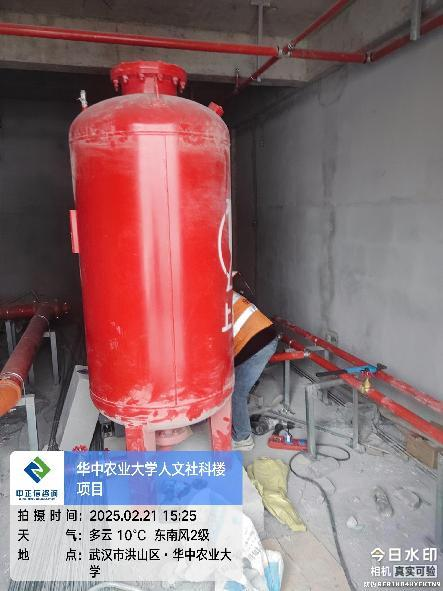 上
中正信咨询
华中农业大学人文社科楼
项目
拍摄时间：2025.02.21 15:25
天 气：多云 10°C 东南风2级
地 点：武汉市洪山区·华中农业大
学
今日水印
相机 真实可验